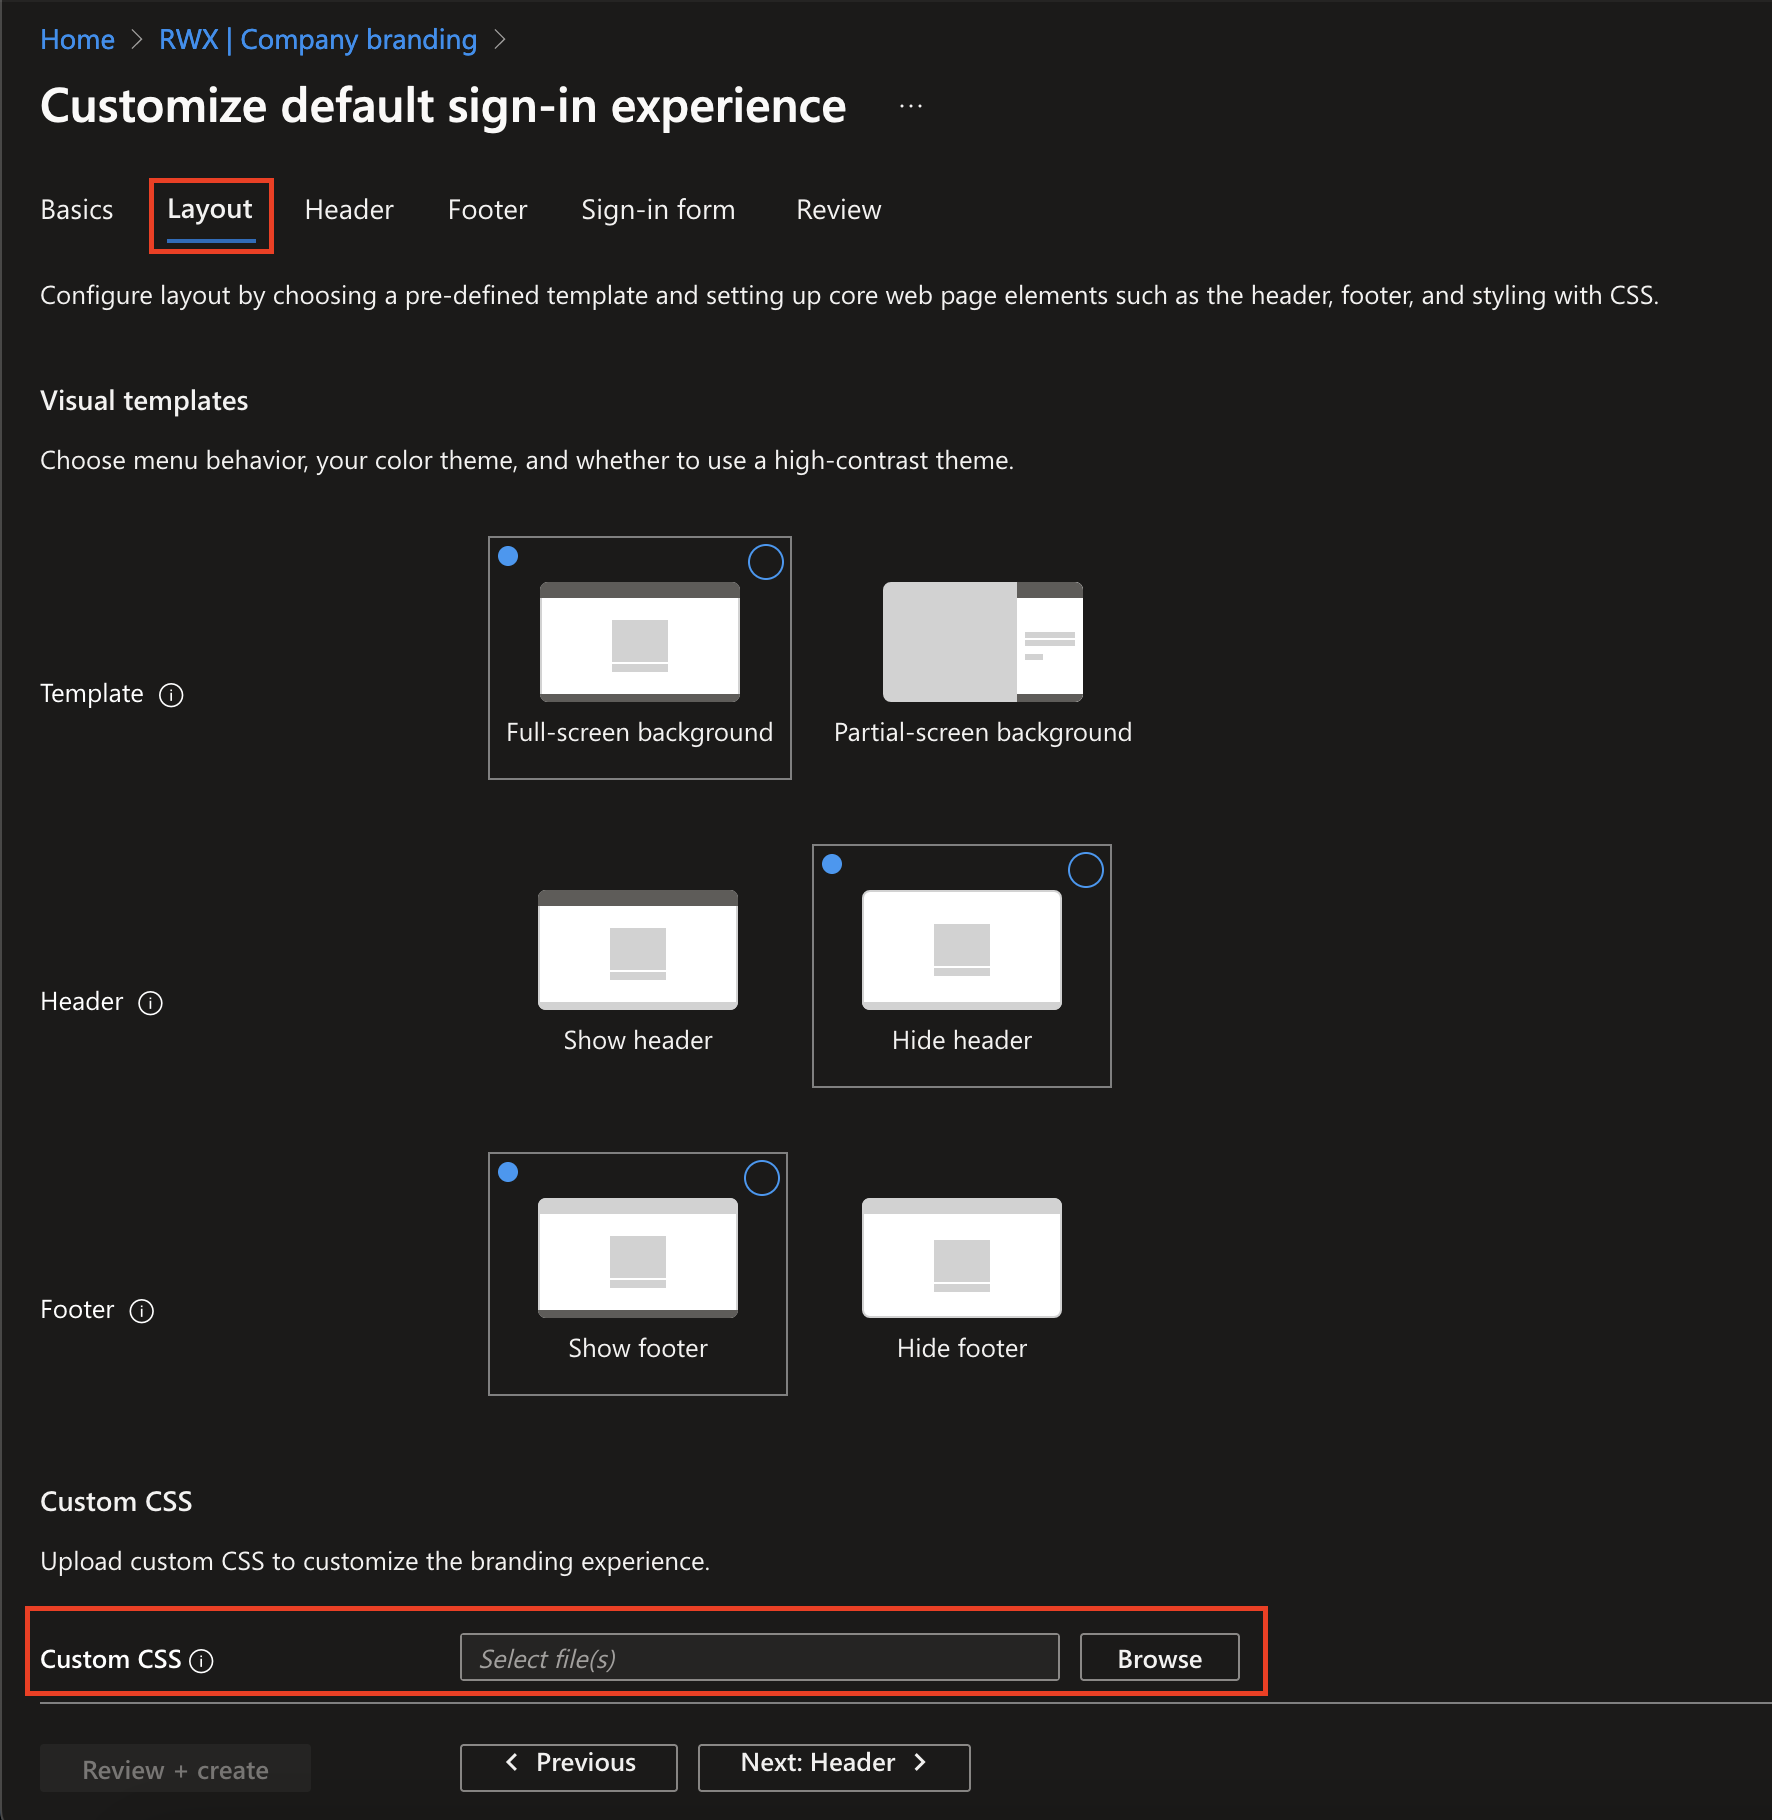 Home > RWX | Company branding >
Customize default sign-in experience ...
Basics Layout Header Footer Sign-in form Review
Configure layout by choosing a pre-defined template and setting up core web page elements such as the header, footer, and styling with CSS.
Visual templates
Choose menu behavior, your color theme, and whether to use a high-contrast theme.
Template
Full-screen background
Partial-screen background
Header
Show header
Hide header
Footer
Show footer
Hide footer
Custom CSS
Upload custom CSS to customize the branding experience.
Custom CSS Select file(s) Browse
Review + create < Previous Next: Header >